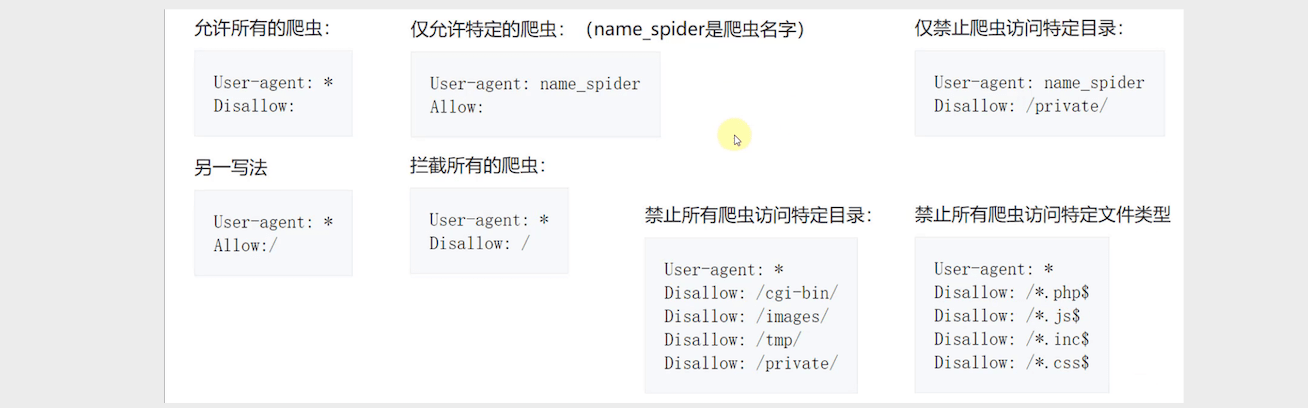 允许所有的爬虫：
User-agent: *
Disallow:
另一写法
User-agent: *
Allow:/
仅允许特定的爬虫：（name_spider是爬虫名字）
User-agent: name_spider
Allow:
拦截所有的爬虫：
User-agent: *
Disallow: /
仅禁止爬虫访问特定目录：
User-agent: name_spider
Disallow: /private/
禁止所有爬虫访问特定目录：
User-agent: *
Disallow: /cgi-bin/
Disallow: /images/
Disallow: /tmp/
Disallow: /private/
禁止所有爬虫访问特定文件类型
User-agent: *
Disallow: /*.php$
Disallow: /*.js$
Disallow: /*.inc$
Disallow: /*.css$